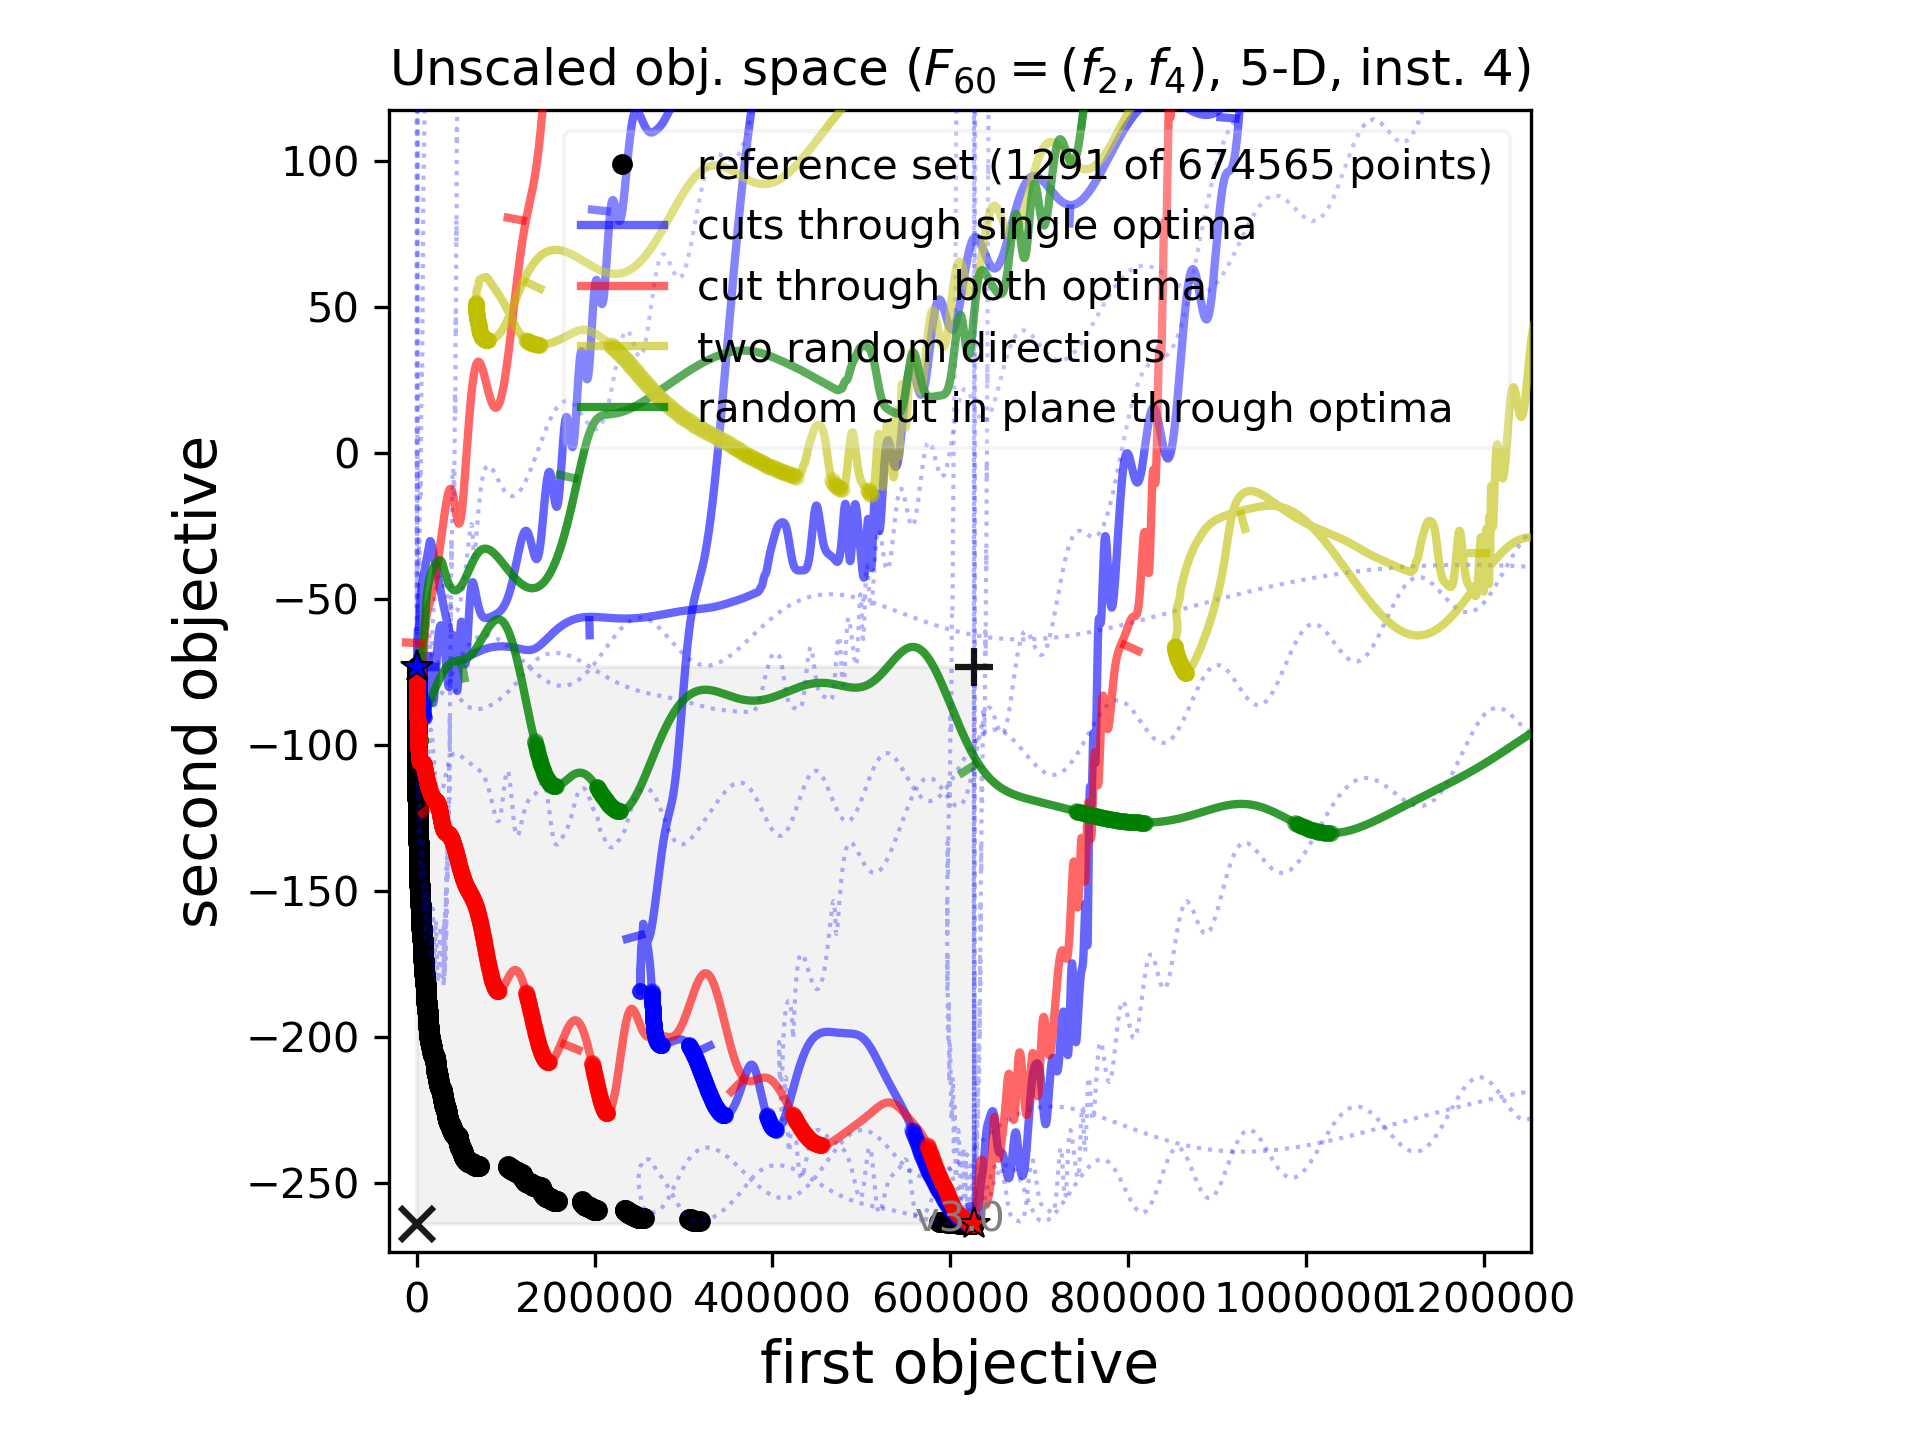 Unscaled obj. space (F₆₀ = (f₂, f₄), 5-D, inst. 4)
reference set (1291 of 674565 points)
cuts through single optima
cut through both optima
two random directions
random cut in plane through optima
100
50
0
−50
−100
−150
−200
−250
second objective
v3.0
0 200000 400000 600000 800000 1000000 1200000
first objective